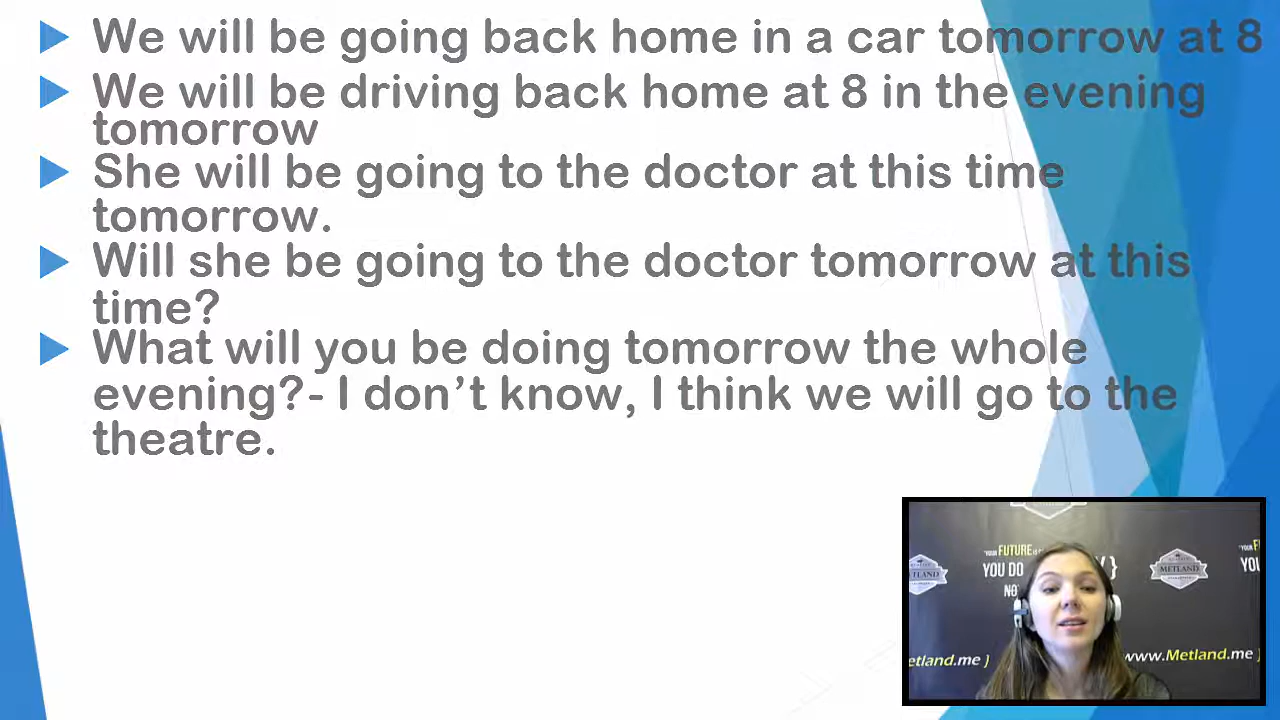 We will be going back home in a car tomorrow at 8
We will be driving back home at 8 in the evening
tomorrow
She will be going to the doctor at this time
tomorrow.
Will she be going to the doctor tomorrow at this
time?
What will you be doing tomorrow the whole
evening?- I don't know, I think we will go to the
theatre.
"YOUR FUTURE IS
YOU DO
NO
Y}
METLAND
YO
etland.me }
www.Metland.me }